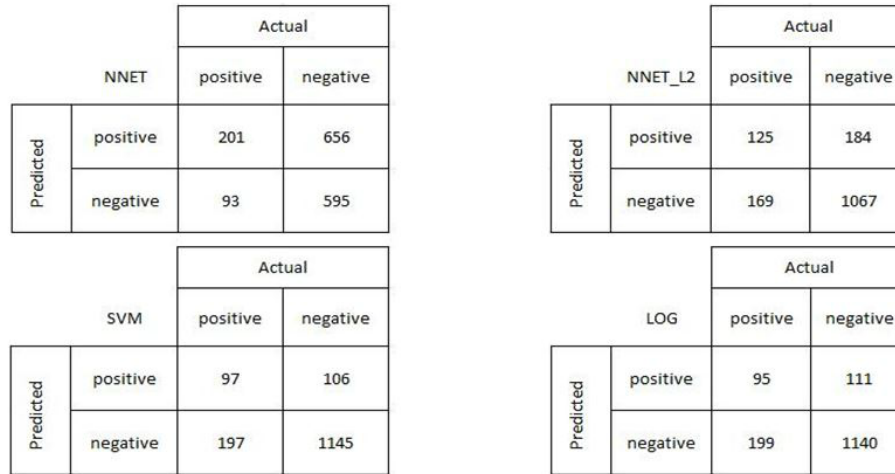 Actual
NNET positive negative
Predicted
positive 201 656
negative 93 595
Actual
NNET_L2 positive negative
Predicted
positive 125 184
negative 169 1067
Actual
SVM positive negative
Predicted
positive 97 106
negative 197 1145
Actual
LOG positive negative
Predicted
positive 95 111
negative 199 1140